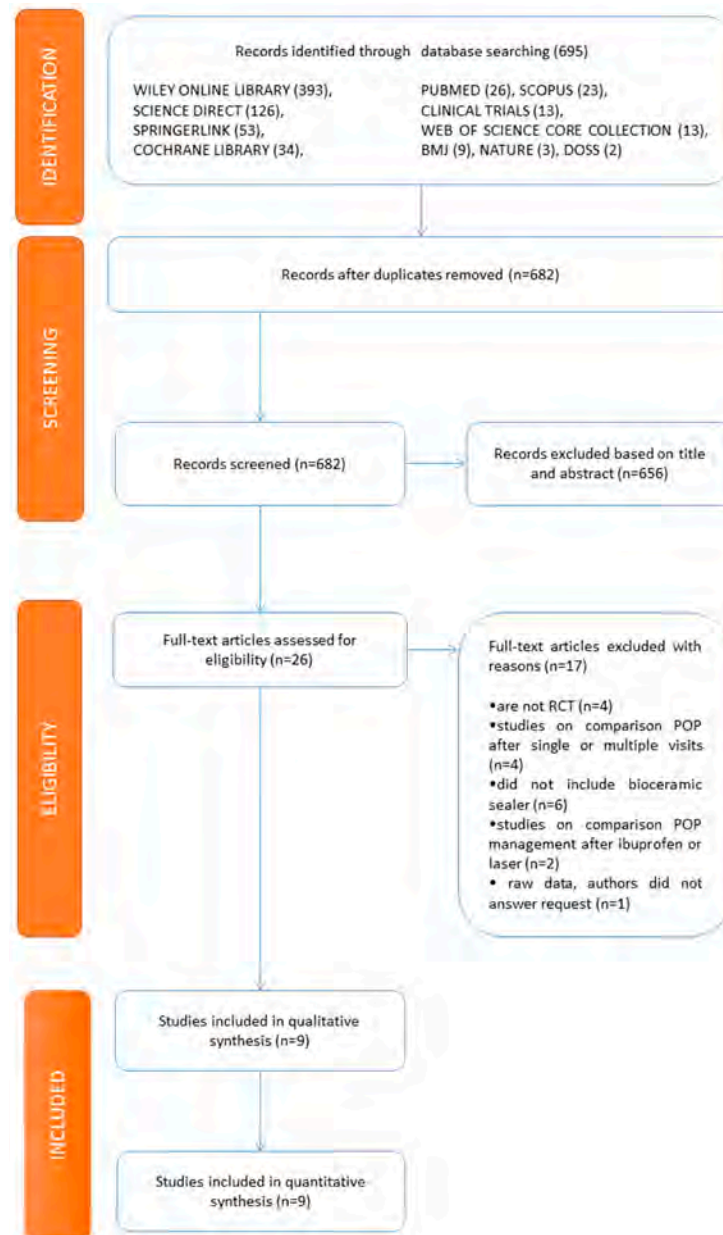 IDENTIFICATION
Records identified through database searching (695)
WILEY ONLINE LIBRARY (393),
SCIENCE DIRECT (126),
SPRINGERLINK (53),
COCHRANE LIBRARY (34),
PUBMED (26), SCOPUS (23),
CLINICAL TRIALS (13),
WEB OF SCIENCE CORE COLLECTION (13),
BMJ (9), NATURE (3), DOSS (2)
SCREENING
Records after duplicates removed (n=682)
Records screened (n=682)
Records excluded based on title
and abstract (n=656)
ELIGIBILITY
Full-text articles assessed for
eligibility (n=26)
Full-text articles excluded with
reasons (n=17)
•are not RCT (n=4)
•studies on comparison POP
after single or multiple visits
(n=4)
•did not include bioceramic
sealer (n=6)
•studies on comparison POP
management after ibuprofen or
laser (n=2)
• raw data, authors did not
answer request (n=1)
INCLUDED
Studies included in qualitative
synthesis (n=9)
Studies included in quantitative
synthesis (n=9)